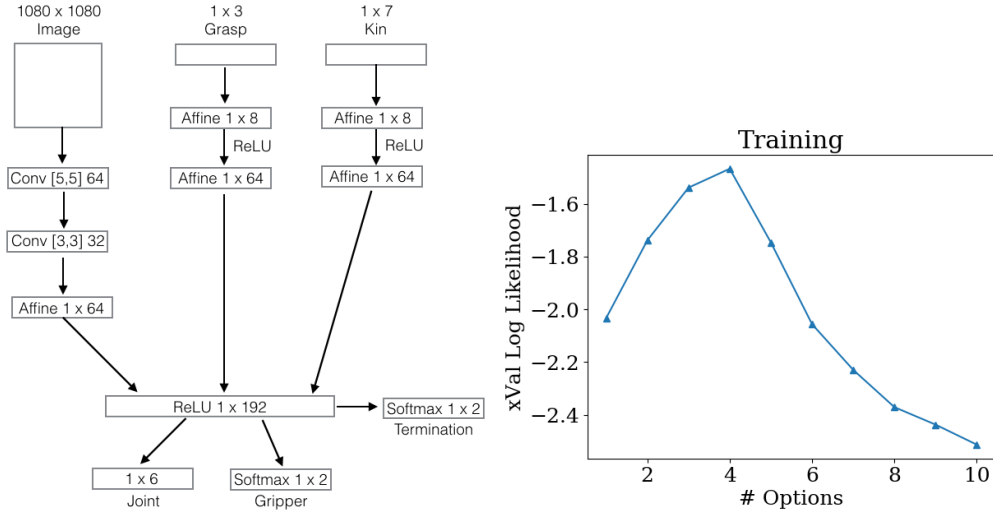 1080 x 1080
Image
1 x 3
Grasp
1 x 7
Kin
Affine 1 x 8
Affine 1 x 8
ReLU
ReLU
Conv [5,5] 64
Affine 1 x 64
Affine 1 x 64
Conv [3,3] 32
Affine 1 x 64
ReLU 1 x 192
Softmax 1 x 2
Termination
1 x 6
Joint
Softmax 1 x 2
Gripper
Training
xVal Log Likelihood
−1.6
−1.8
−2.0
−2.2
−2.4
2 4 6 8 10
# Options